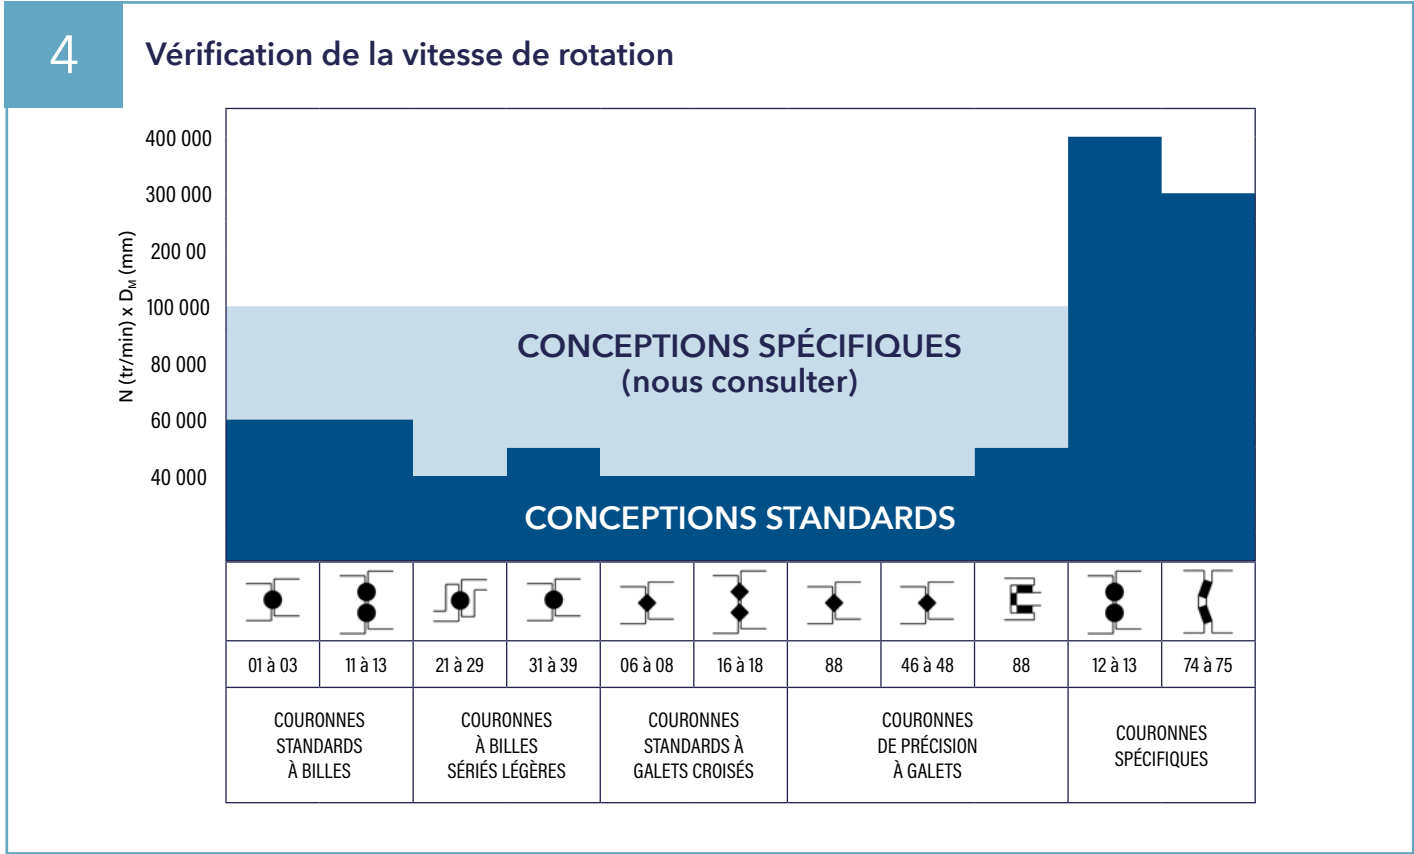 4
Vérification de la vitesse de rotation
N (tr/min) x DM (mm)
400 000
300 000
200 00
100 000
80 000
60 000
40 000
CONCEPTIONS SPÉCIFIQUES
(nous consulter)
CONCEPTIONS STANDARDS
01 à 03 11 à 13 21 à 29 31 à 39 06 à 08 16 à 18 88 46 à 48 88 12 à 13 74 à 75
COURONNES
STANDARDS
À BILLES
COURONNES
À BILLES
SÉRIÉS LÉGÈRES
COURONNES
STANDARDS À
GALETS CROISÉS
COURONNES
DE PRÉCISION
À GALETS
COURONNES
SPÉCIFIQUES